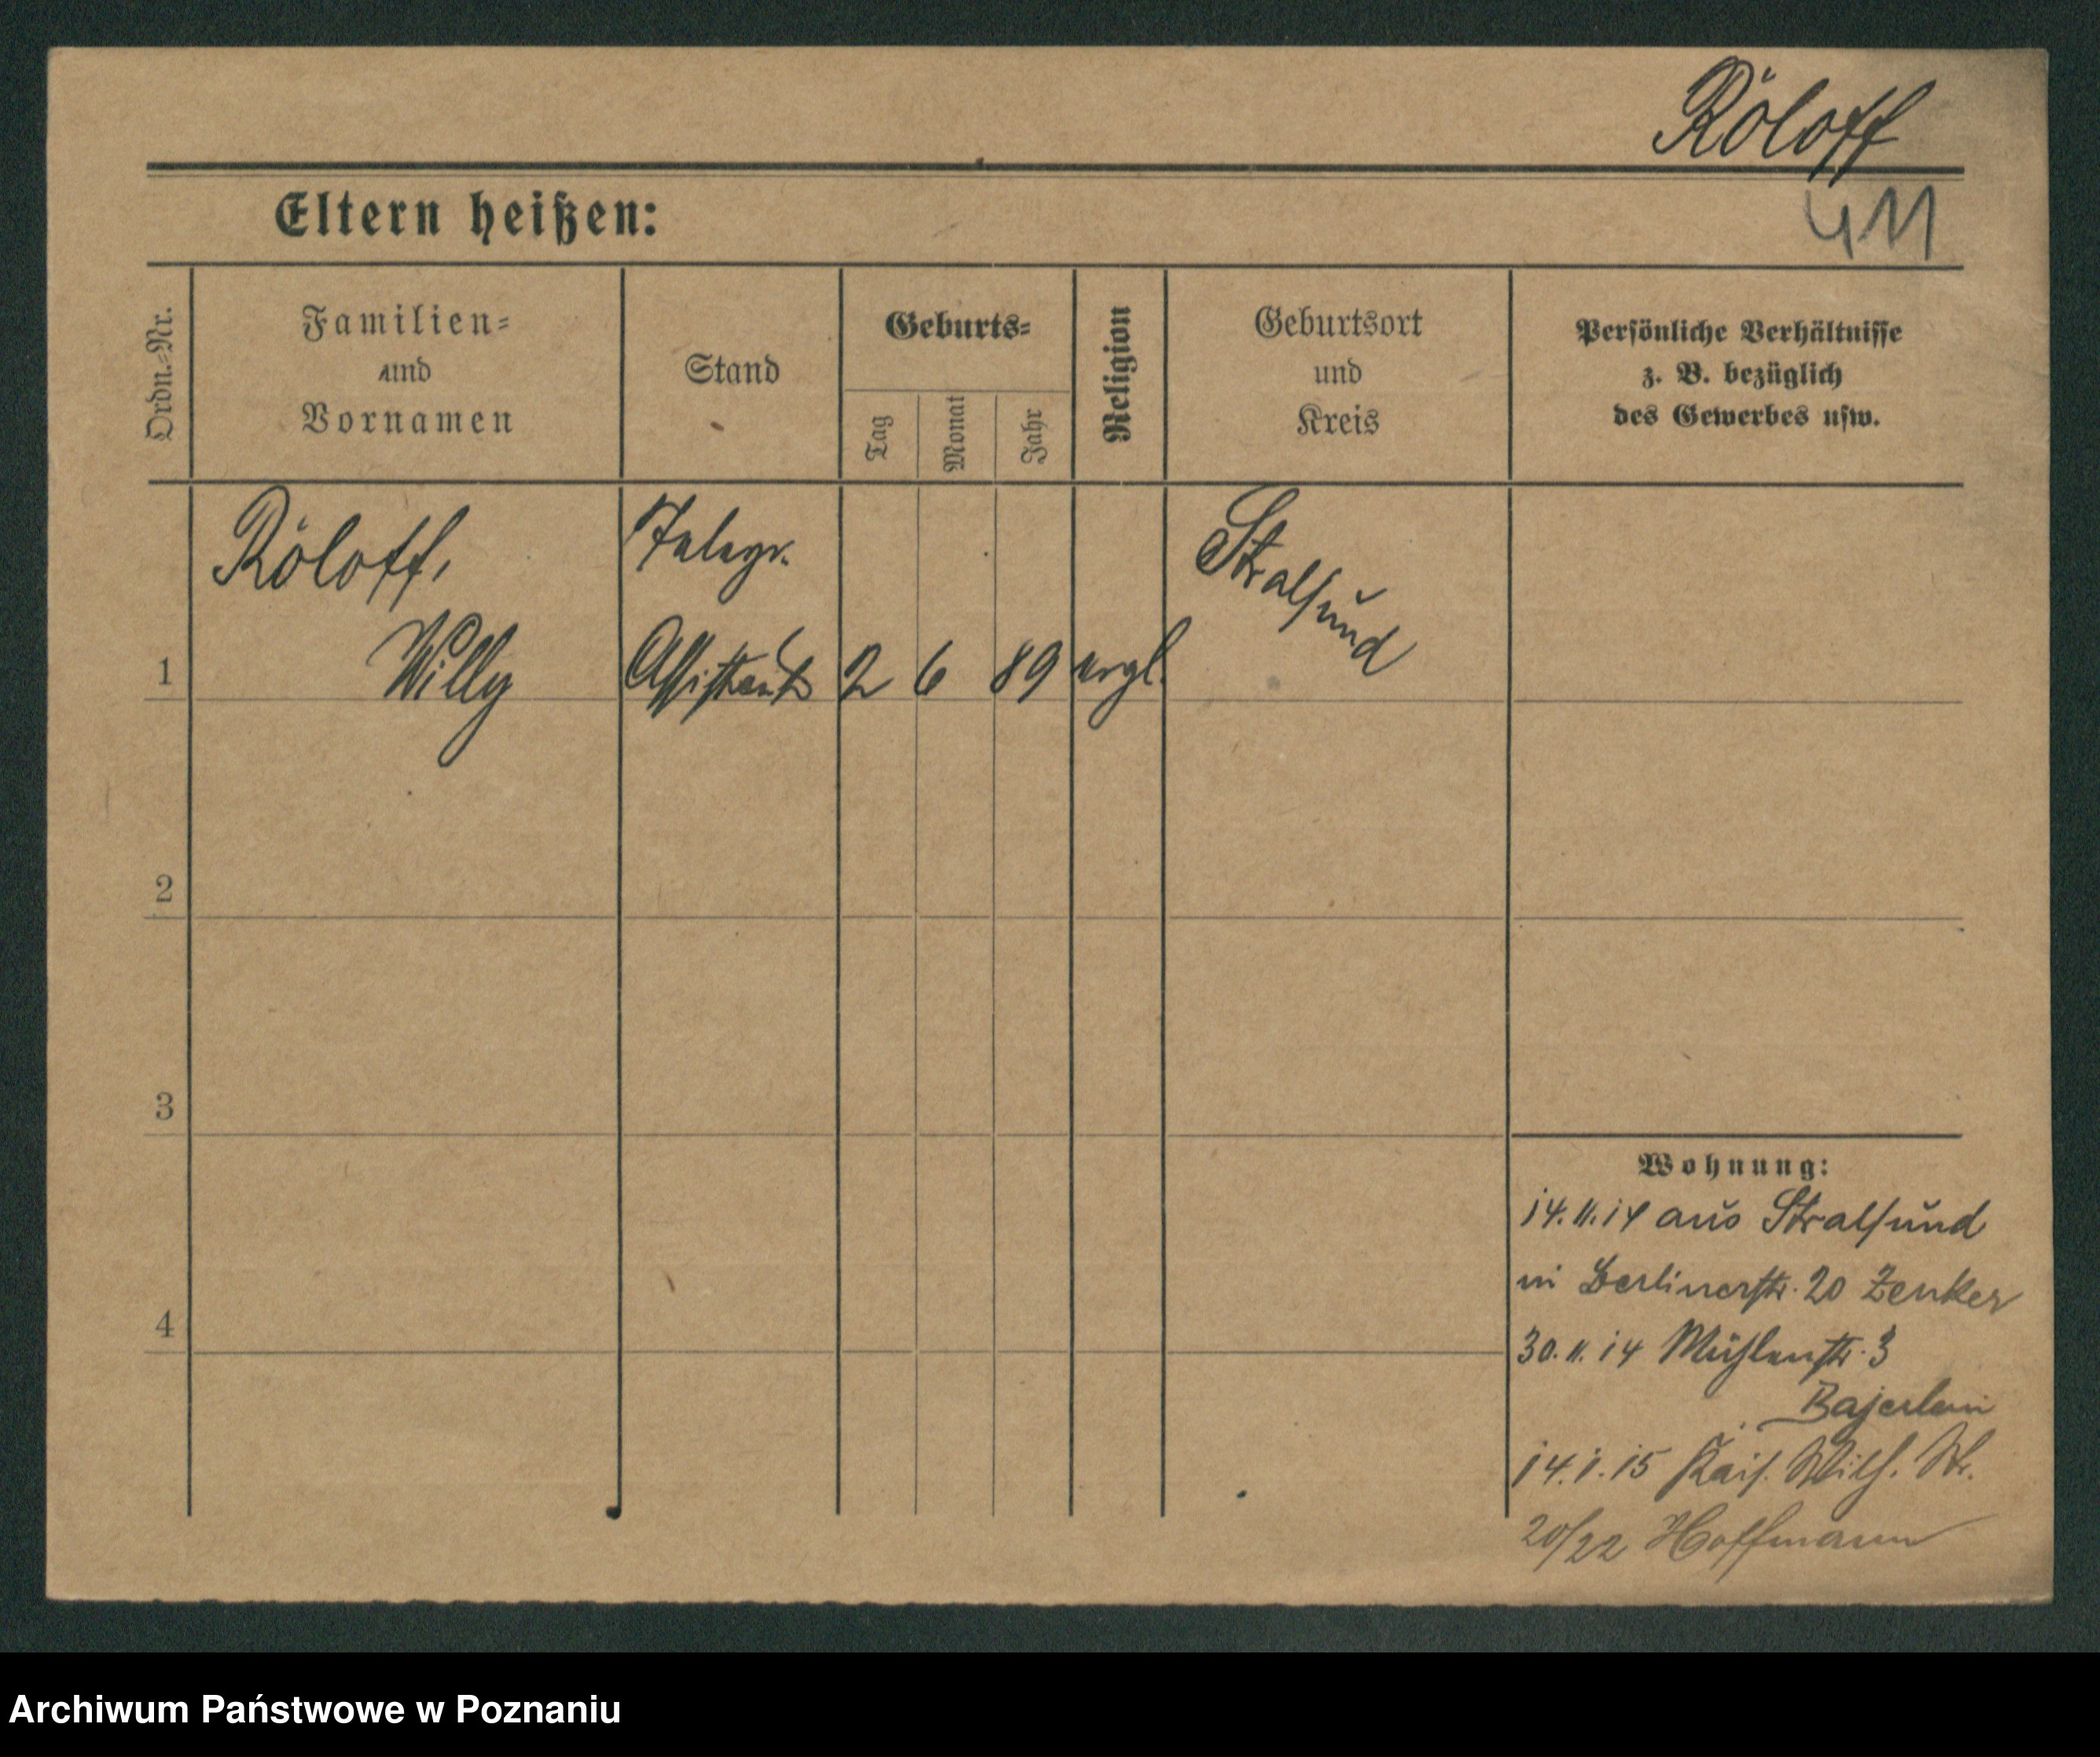 Röloff
411
Eltern heißen:
Ordn.-Nr.
Familien-
und
Vornamen
Stand
Geburts-
Tag
Monat
Jahr
Religion
Geburtsort
und
Kreis
Persönliche Verhältnisse
z. B. bezüglich
des Gewerbes usw.
Röloff,
Willy
Telegr.
Assistent
2 6 89 evgl.
Stralsund
1
2
3
4
Wohnung:
14.11.14 aus Stralsund
in Berlinerstr. 20 Zenker
30.11.14 Mühlenstr. 3
Bajerlein
14.1.15 Kais. Wilh. Str.
20/22 Hoffmann
Archiwum Państwowe w Poznaniu